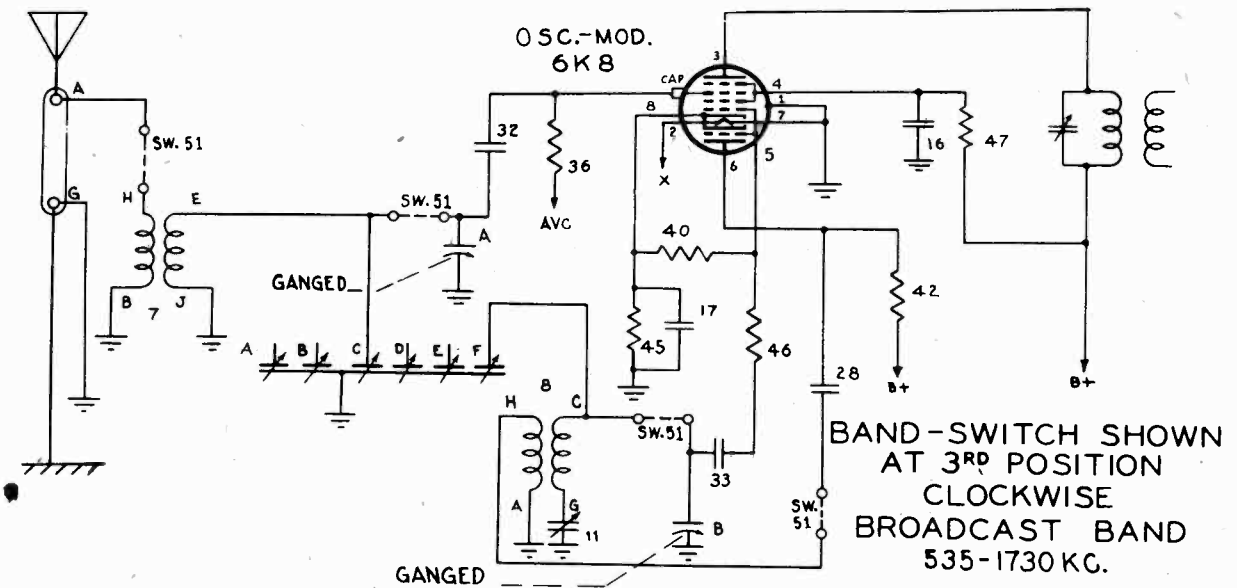 OSC.-MOD.
6K8
A
SW. 51
G
H
E
B
J
7
32
36
AVC
SW. 51
A
GANGED
CAP
3
4
1
7
8
2
6
5
X
16
47
40
42
B+
B+
17
45
46
28
A
B
C
D
E
F
8
H
C
SW.51
A
G
11
33
B
SW.
51
GANGED
BAND-SWITCH SHOWN
AT 3RD POSITION
CLOCKWISE
BROADCAST BAND
535-1730 KC.